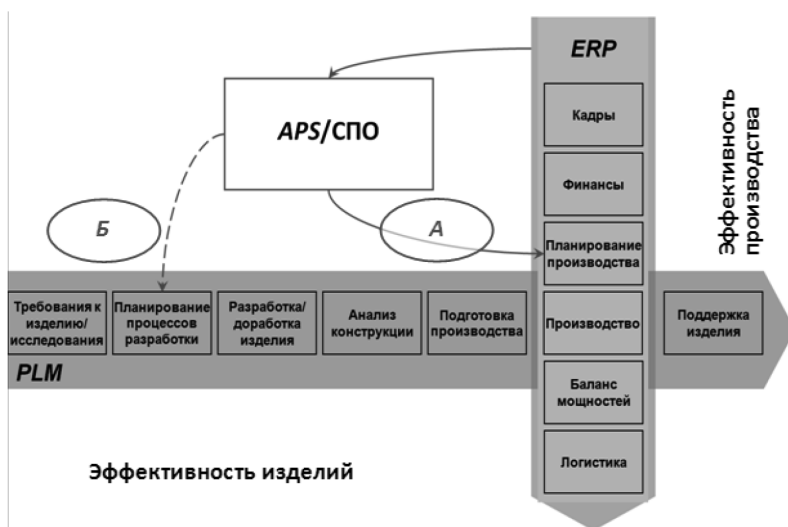 ERP
APS/СПО
Кадры
Финансы
Эффективность
производства
Б
А
Планирование
производства
Требования к
изделию/
исследования
Планирование
процессов
разработки
Разработка/
доработка
изделия
Анализ
конструкции
Подготовка
производства
Производство
Поддержка
изделия
PLM
Баланс
мощностей
Эффективность изделий
Логистика